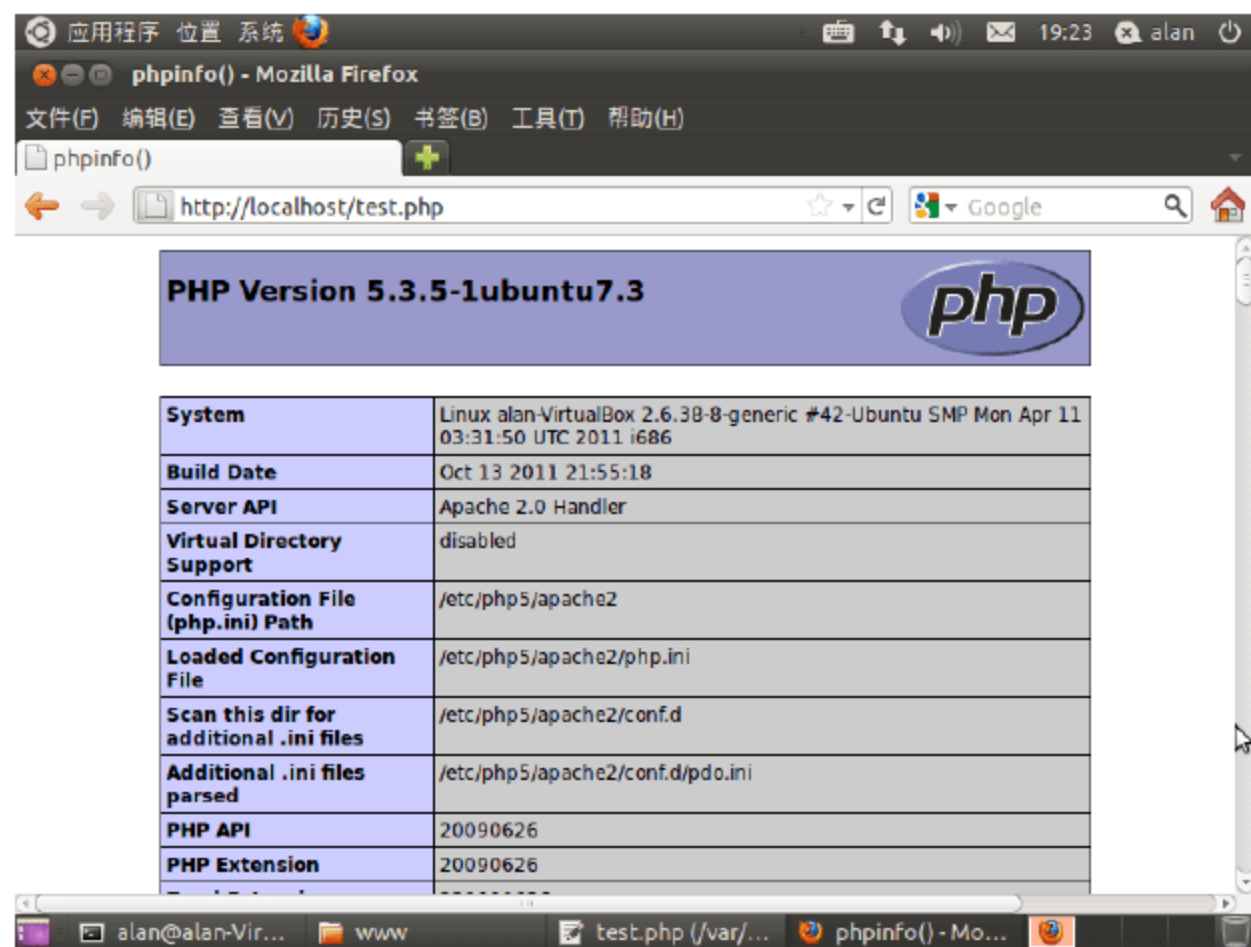 应用程序 位置 系统 19:23 alan
phpinfo() - Mozilla Firefox
文件(F) 编辑(E) 查看(V) 历史(S) 书签(B) 工具(T) 帮助(H)
phpinfo()
http://localhost/test.php Google
PHP Version 5.3.5-1ubuntu7.3
php
System Linux alan-VirtualBox 2.6.38-8-generic #42-Ubuntu SMP Mon Apr 11
03:31:50 UTC 2011 i686
Build Date Oct 13 2011 21:55:18
Server API Apache 2.0 Handler
Virtual Directory disabled
Support
Configuration File /etc/php5/apache2
(php.ini) Path
Loaded Configuration /etc/php5/apache2/php.ini
File
Scan this dir for /etc/php5/apache2/conf.d
additional .ini files
Additional .ini files /etc/php5/apache2/conf.d/pdo.ini
parsed
PHP API 20090626
PHP Extension 20090626
alan@alan-Vir... www test.php (/var/... phpinfo() - Mo...